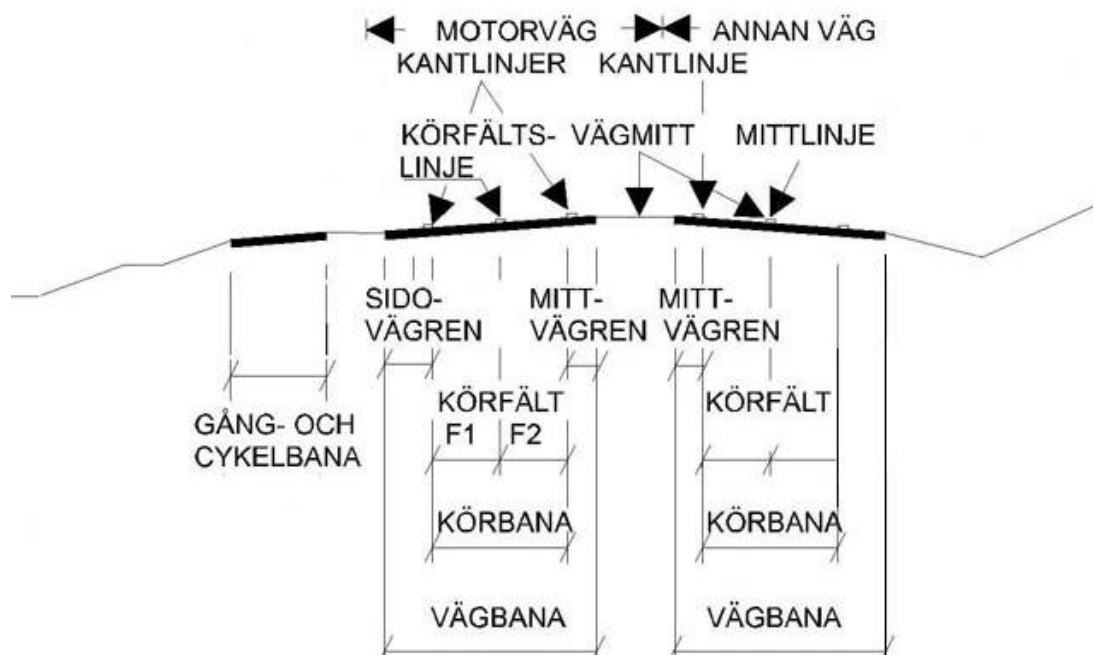 MOTORVÄG ANNAN VÄG
KANTLINJER KANTLINJE
KÖRFÄLTS- VÄGMITT MITTLINJE
LINJE
SIDO- MITT- MITT-
VÄGREN VÄGREN VÄGREN
KÖRFÄLT KÖRFÄLT
GÅNG- OCH F1 F2
CYKELBANA
KÖRBANA KÖRBANA
VÄGBANA VÄGBANA